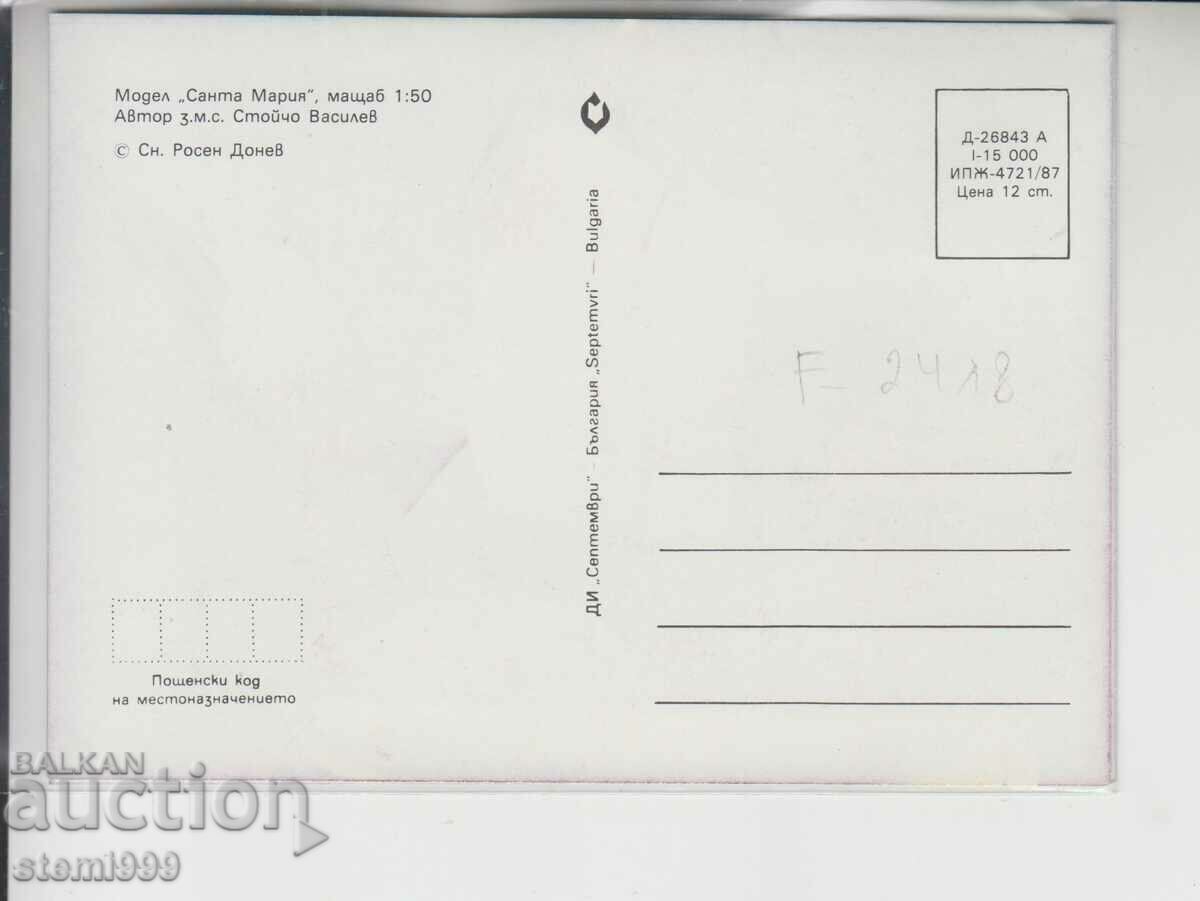 Модел „Санта Мария", мащаб 1:50
Автор з.м.с. Стойчо Василев
© Сн. Росен Донев
ДИ „Септември" – България „Septemvri" — Bulgaria
Д-26843 А
I-15 000
ИПЖ-4721/87
Цена 12 ст.
F- 2418
Пощенски код
на местоназначението
BALKAN
auction
stemi999